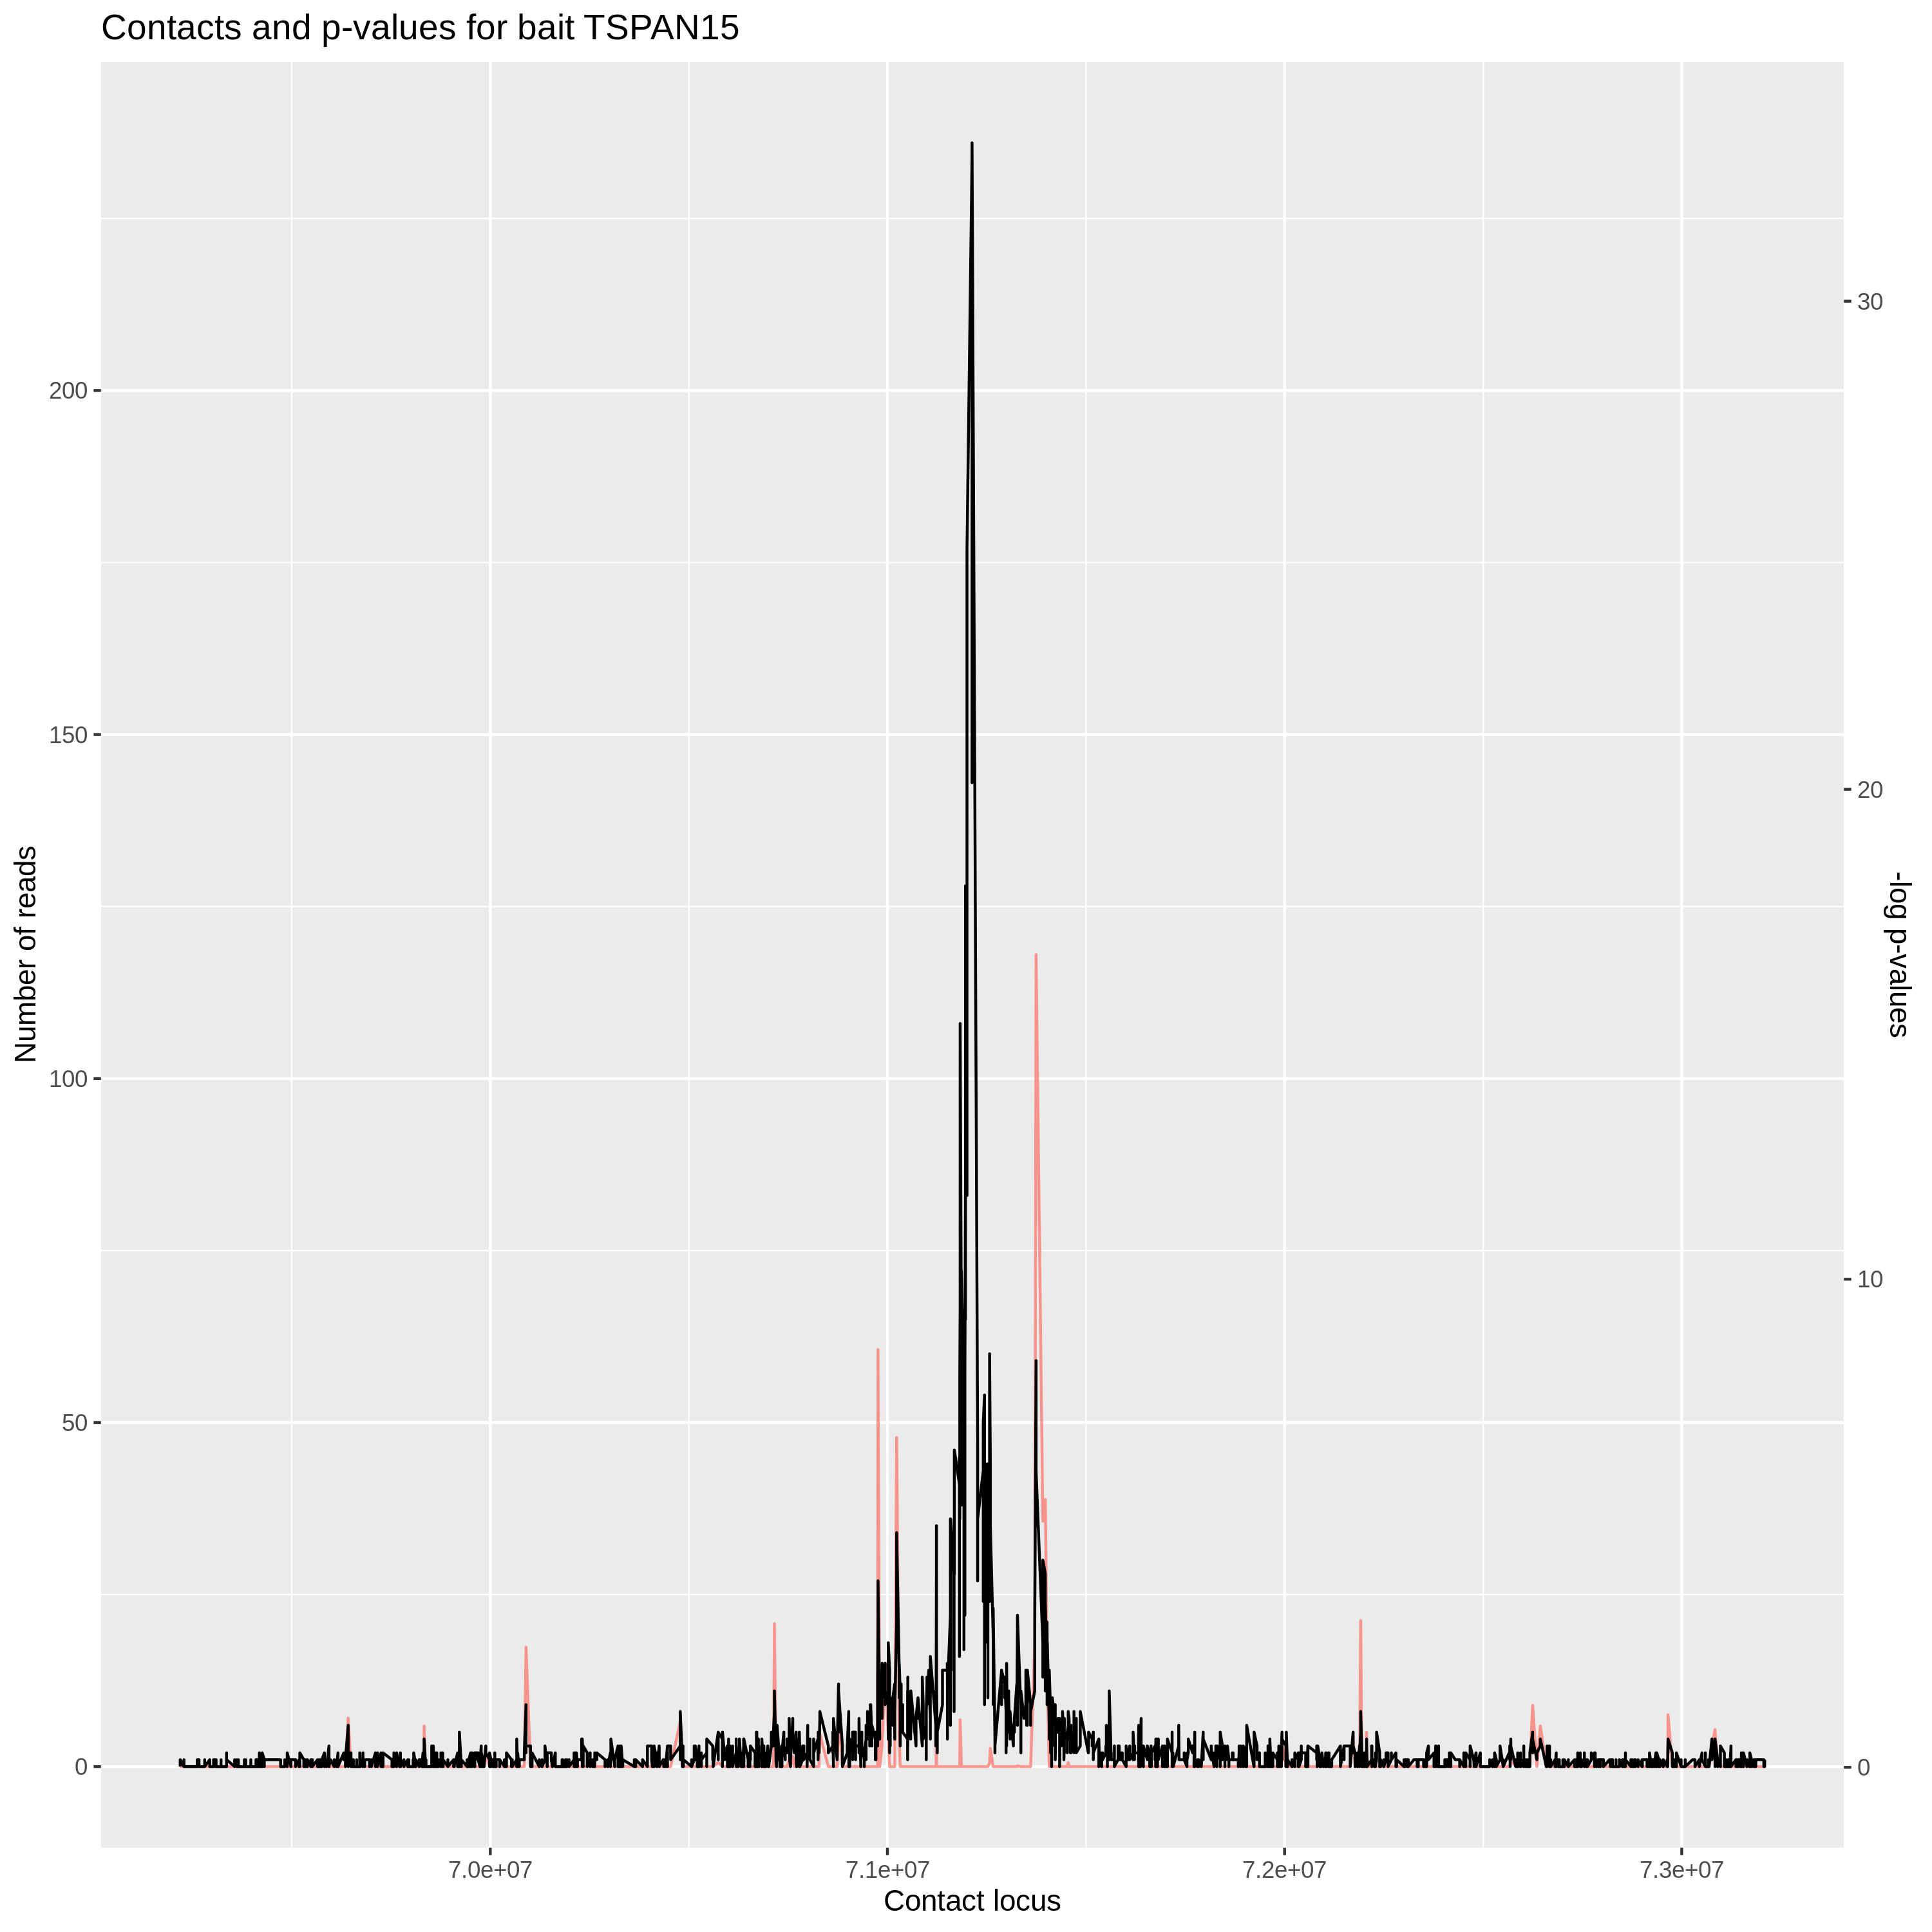 Contacts and p-values for bait TSPAN15
Number of reads
200
150
100
50
0
30
20
10
0
-log p-values
7.0e+07 7.1e+07 7.2e+07 7.3e+07
Contact locus